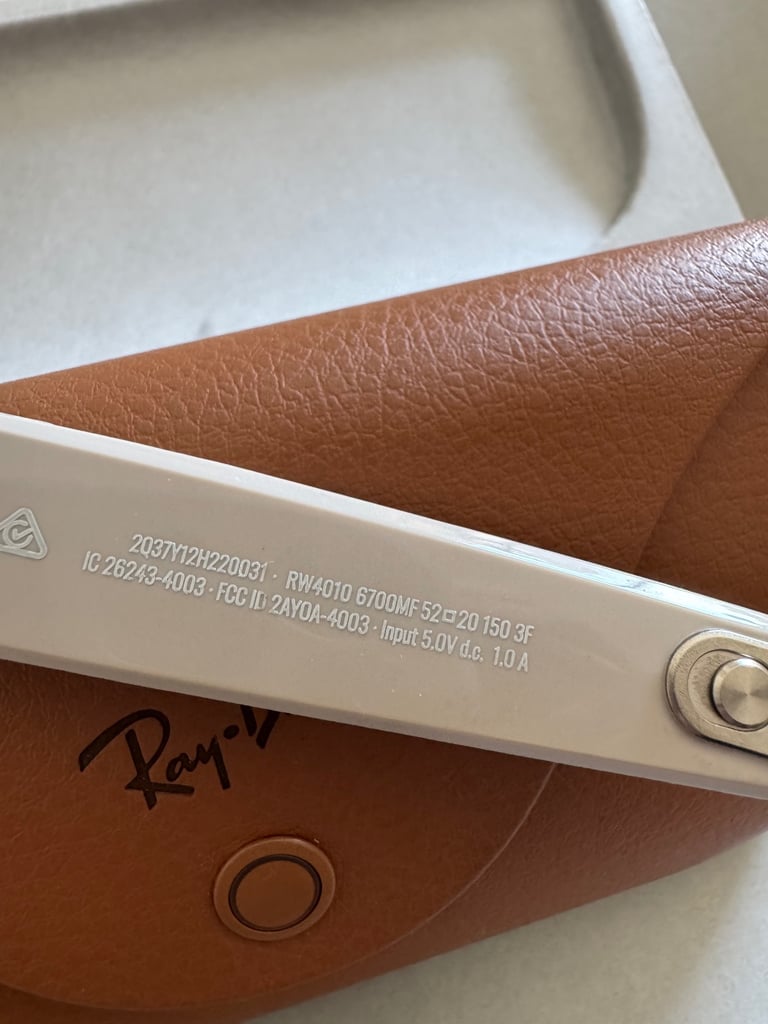 2Q37Y12H220031 · RW4010 6700MF 52□20 150 3F
IC 26243-4003 · FCC ID 2AYOA-4003 · Input 5.0V d.c. 1.0 A